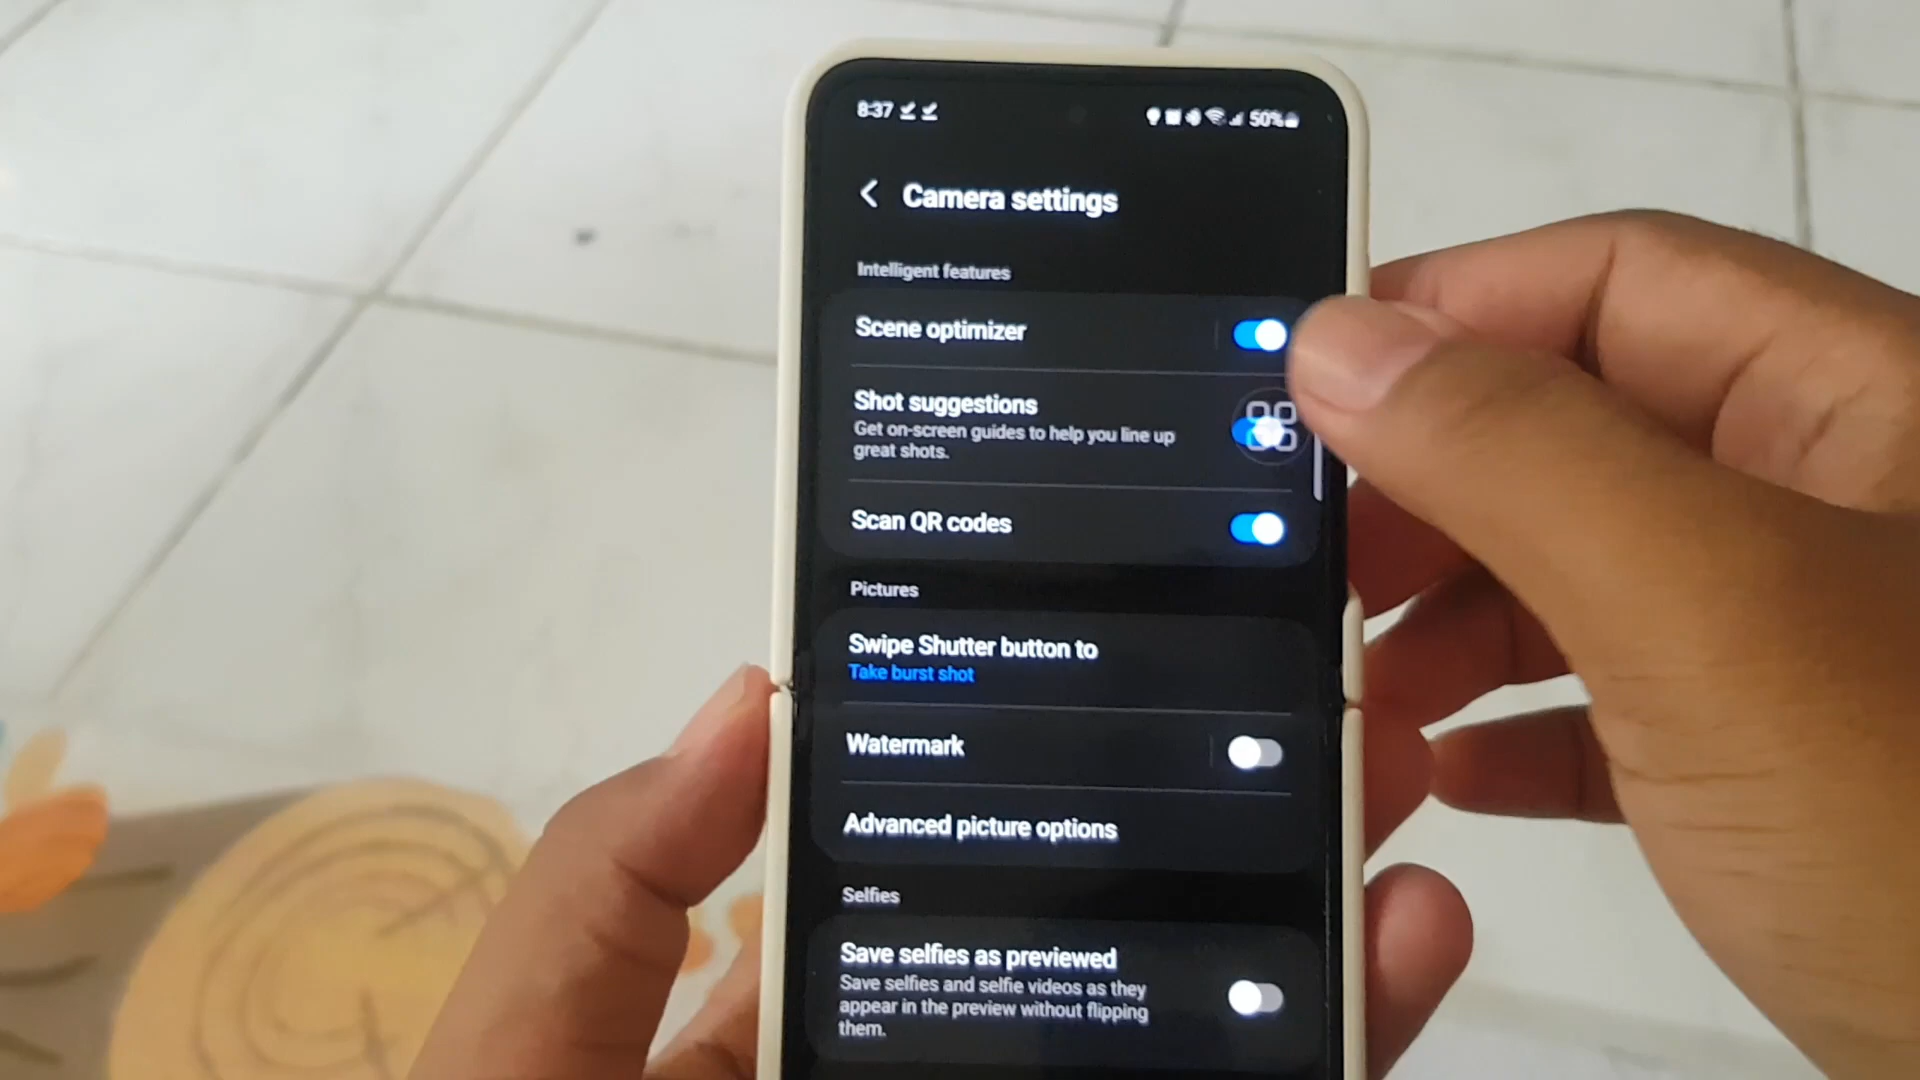 8:37 50%
Camera settings
Intelligent features
Scene optimizer
Shot suggestions
Get on-screen guides to help you line up
great shots.
Scan QR codes
Pictures
Swipe Shutter button to
Take burst shot
Watermark
Advanced picture options
Selfies
Save selfies as previewed
Save selfies and selfie videos as they
appear in the preview without flipping
them.